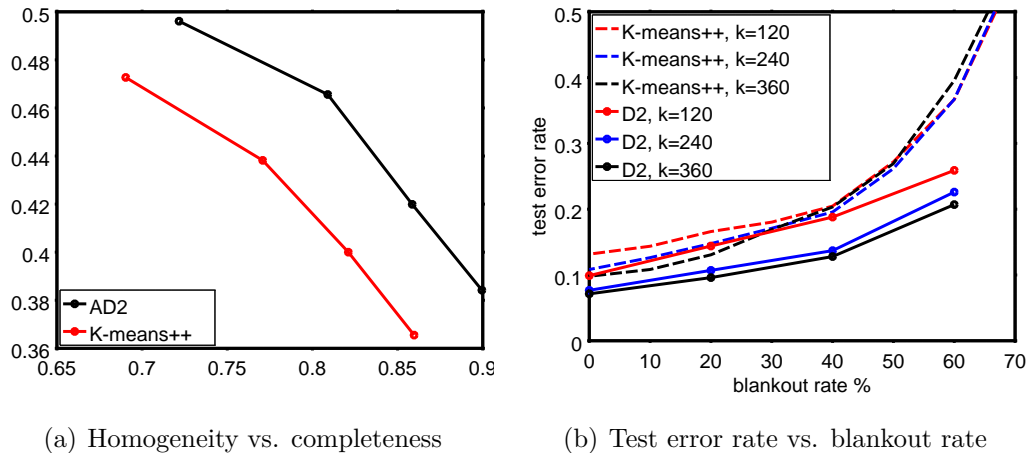 0.5
0.48
0.46
0.44
0.42
0.4
0.38
0.36
0.65
0.7
0.75
0.8
0.85
0.9
AD2
K-means++
(a) Homogeneity vs. completeness
0.5
0.4
0.3
0.2
0.1
0
test error rate
K-means++, k=120
K-means++, k=240
K-means++, k=360
D2, k=120
D2, k=240
D2, k=360
0
10
20
30
40
50
60
70
blankout rate %
(b) Test error rate vs. blankout rate